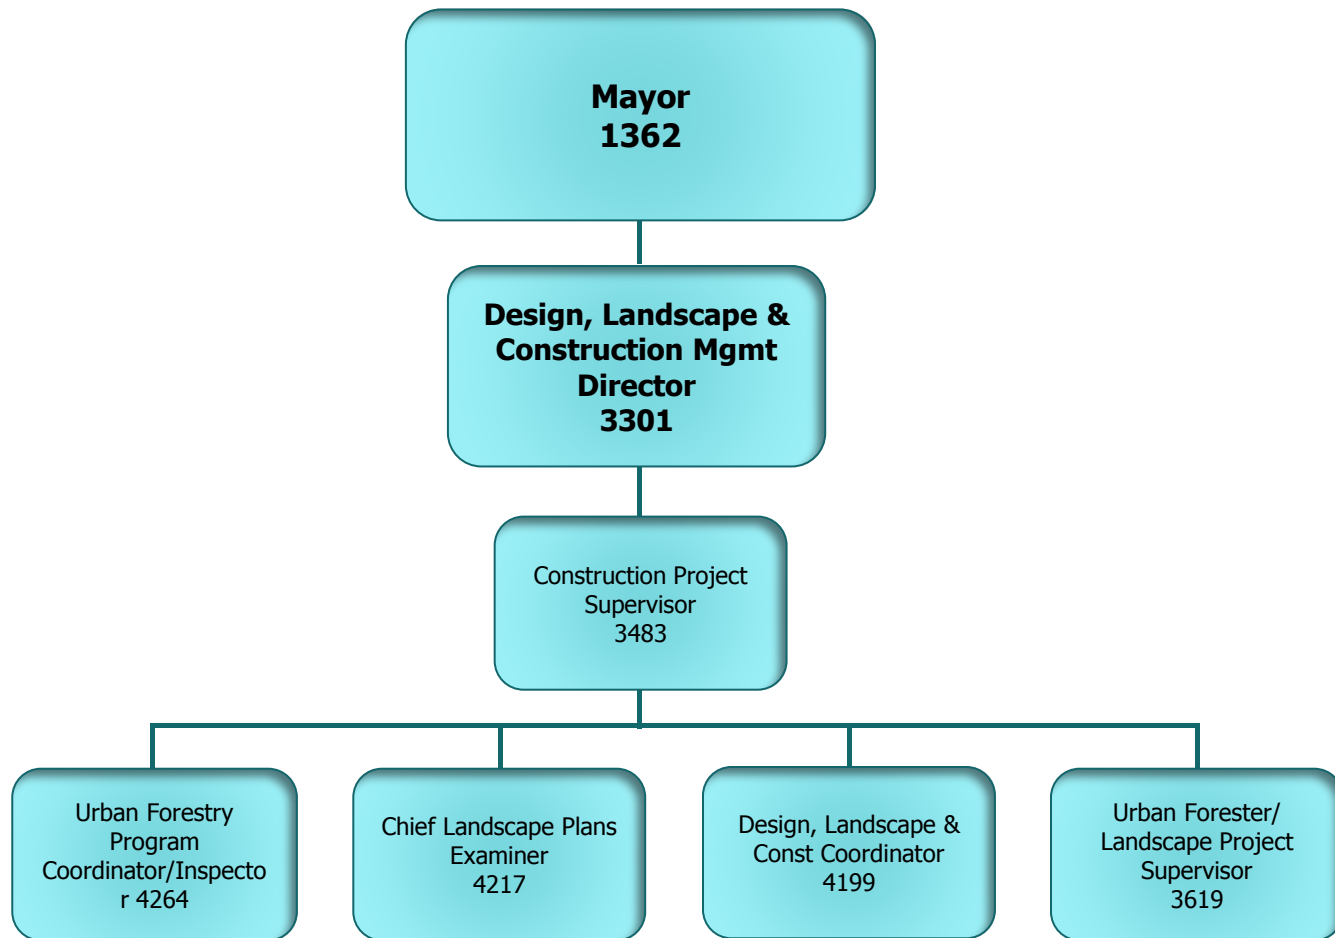 Mayor
1362
Design, Landscape &
Construction Mgmt
Director
3301
Construction Project
Supervisor
3483
Urban Forestry
Program
Coordinator/Inspecto
r 4264
Chief Landscape Plans
Examiner
4217
Design, Landscape &
Const Coordinator
4199
Urban Forester/
Landscape Project
Supervisor
3619